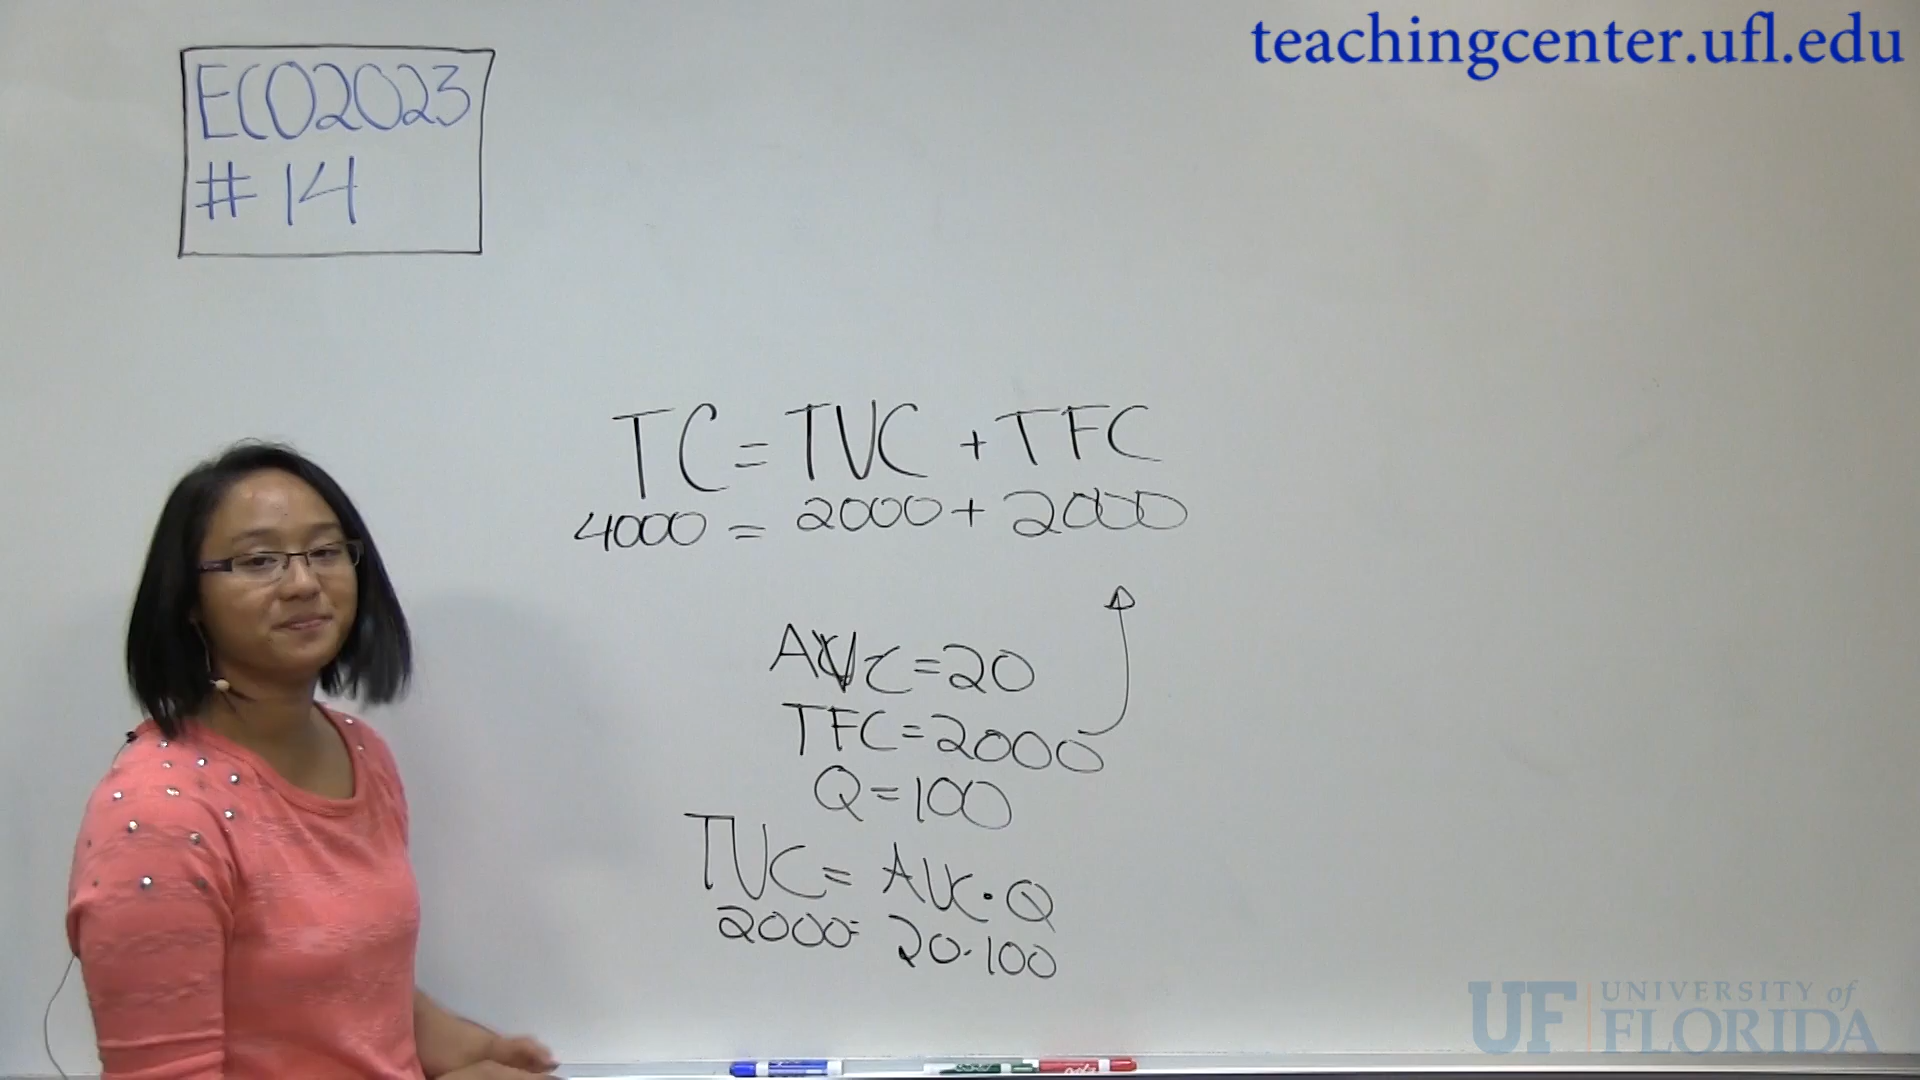 teachingcenter.ufl.edu
ECO2023
#14
TC = TVC + TFC
4000 = 2000 + 2000
AVC = 20
TFC = 2000
Q = 100
TVC = AVC · Q
2000 = 20 · 100
UF UNIVERSITY of
FLORIDA